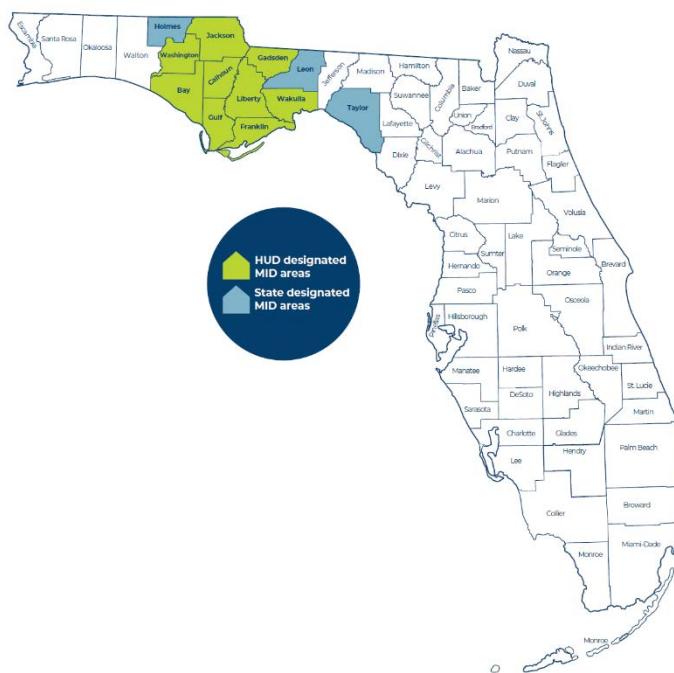 Holmes
Jackson
Escambia
Santa Rosa
Okaloosa
Walton
Washington
Gadsden
Leon
Jefferson
Madison
Hamilton
Nassau
Calhoun
Bay
Liberty
Wakulla
Gulf
Franklin
Taylor
Suwannee
Columbia
Baker
Duval
Lafayette
Union
Bradford
Clay
St. Johns
Dixie
Gilchrist
Alachua
Putnam
Flagler
Levy
Marion
Volusia
Citrus
Sumter
Lake
Seminole
Hernando
Orange
Brevard
Pasco
Osceola
Pinellas
Hillsborough
Polk
Indian River
Manatee
Hardee
Okeechobee
Highlands
St. Lucie
DeSoto
Sarasota
Martin
Charlotte
Glades
Lee
Hendry
Palm Beach
Collier
Broward
Monroe
Miami-Dade
Monroe
HUD designated
MID areas
State designated
MID areas